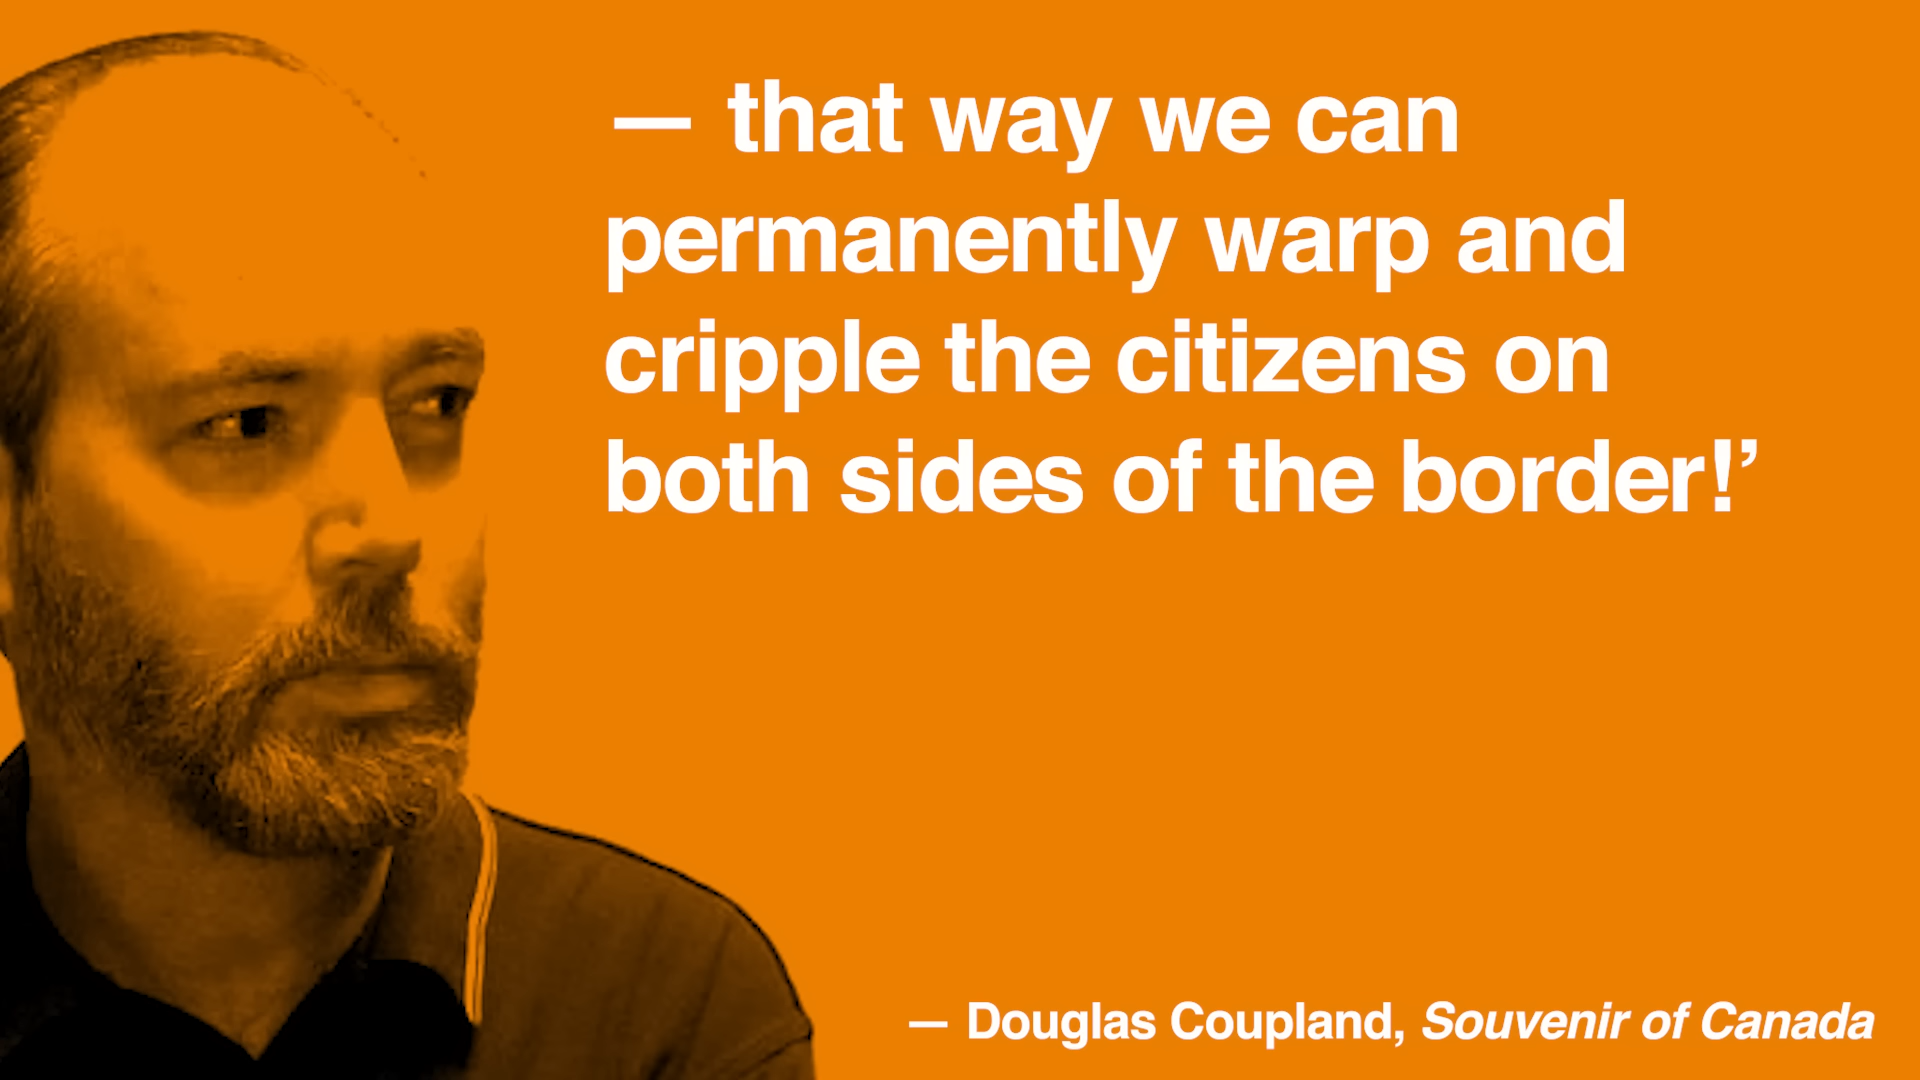 — that way we can
permanently warp and
cripple the citizens on
both sides of the border!’
— Douglas Coupland, Souvenir of Canada